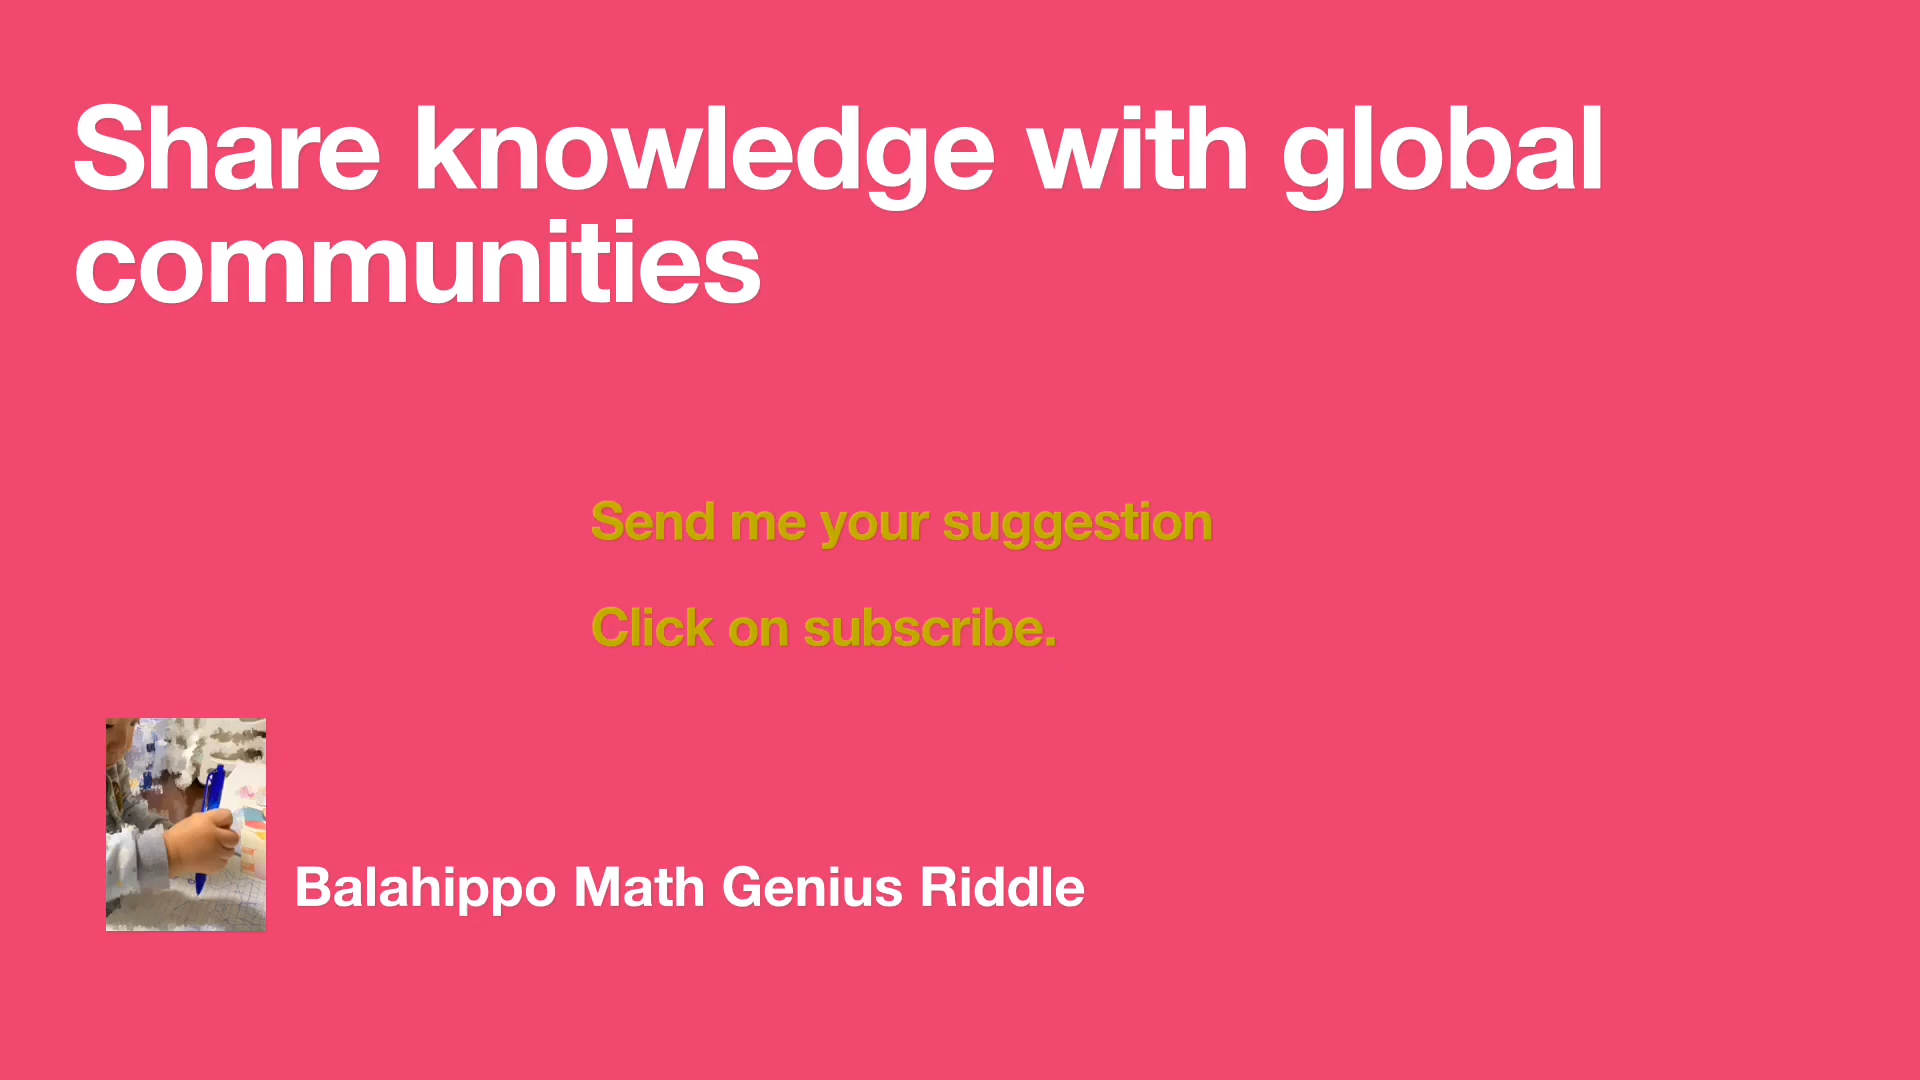 Share knowledge with global
communities
Send me your suggestion
Click on subscribe.
Balahippo Math Genius Riddle